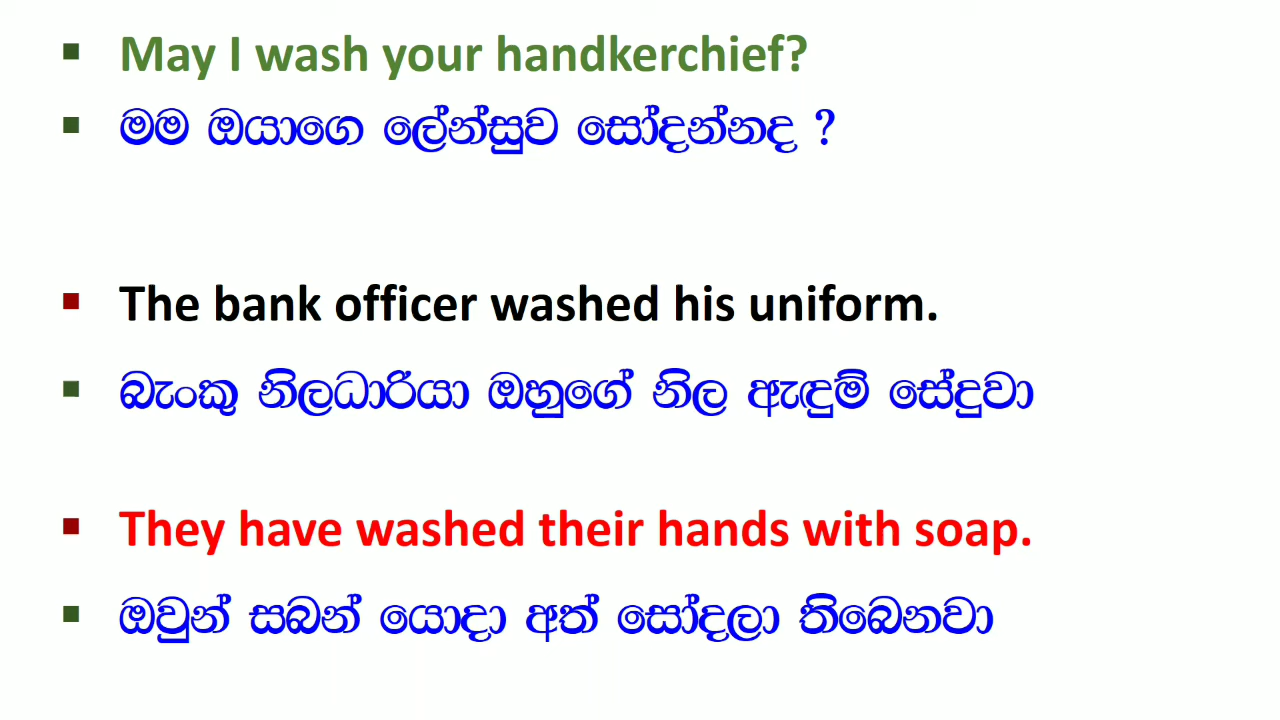 May I wash your handkerchief?
මම ඔයාගෙ ලේන්සුව සෝදන්නද ?
The bank officer washed his uniform.
බැංකු නිලධාරියා ඔහුගේ නිල ඇඳුම් සේදුවා
They have washed their hands with soap.
ඔවුන් සබන් යොදා අත් සෝදලා තිබෙනවා